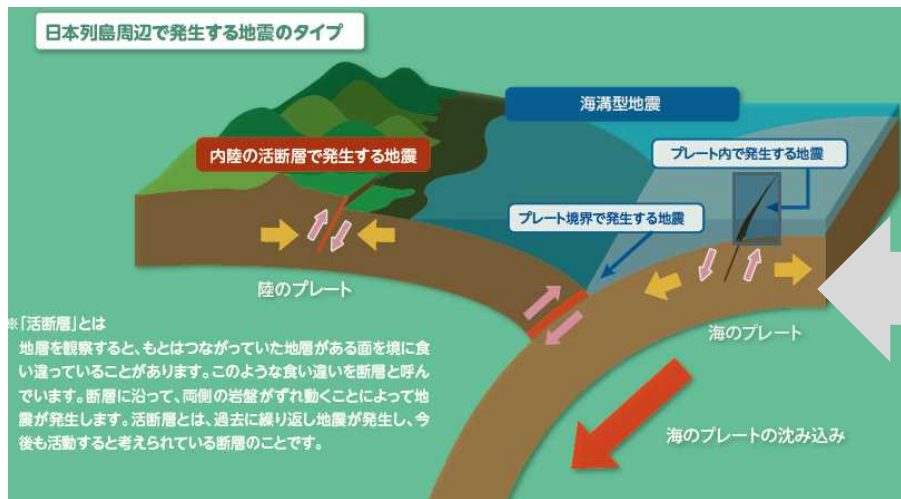 日本列島周辺で発生する地震のタイプ
海溝型地震
内陸の活断層で発生する地震
プレート内で発生する地震
プレート境界で発生する地震
陸のプレート
海のプレート
※「活断層」とは
地層を観察すると、もとはつながっていた地層がある面を境に食
い違っていることがあります。このような食い違いを断層と呼ん
でいます。断層に沿って、両側の岩盤がずれ動くことによって地
震が発生します。活断層とは、過去に繰り返し地震が発生し、今
後も活動すると考えられている断層のことです。
海のプレートの沈み込み